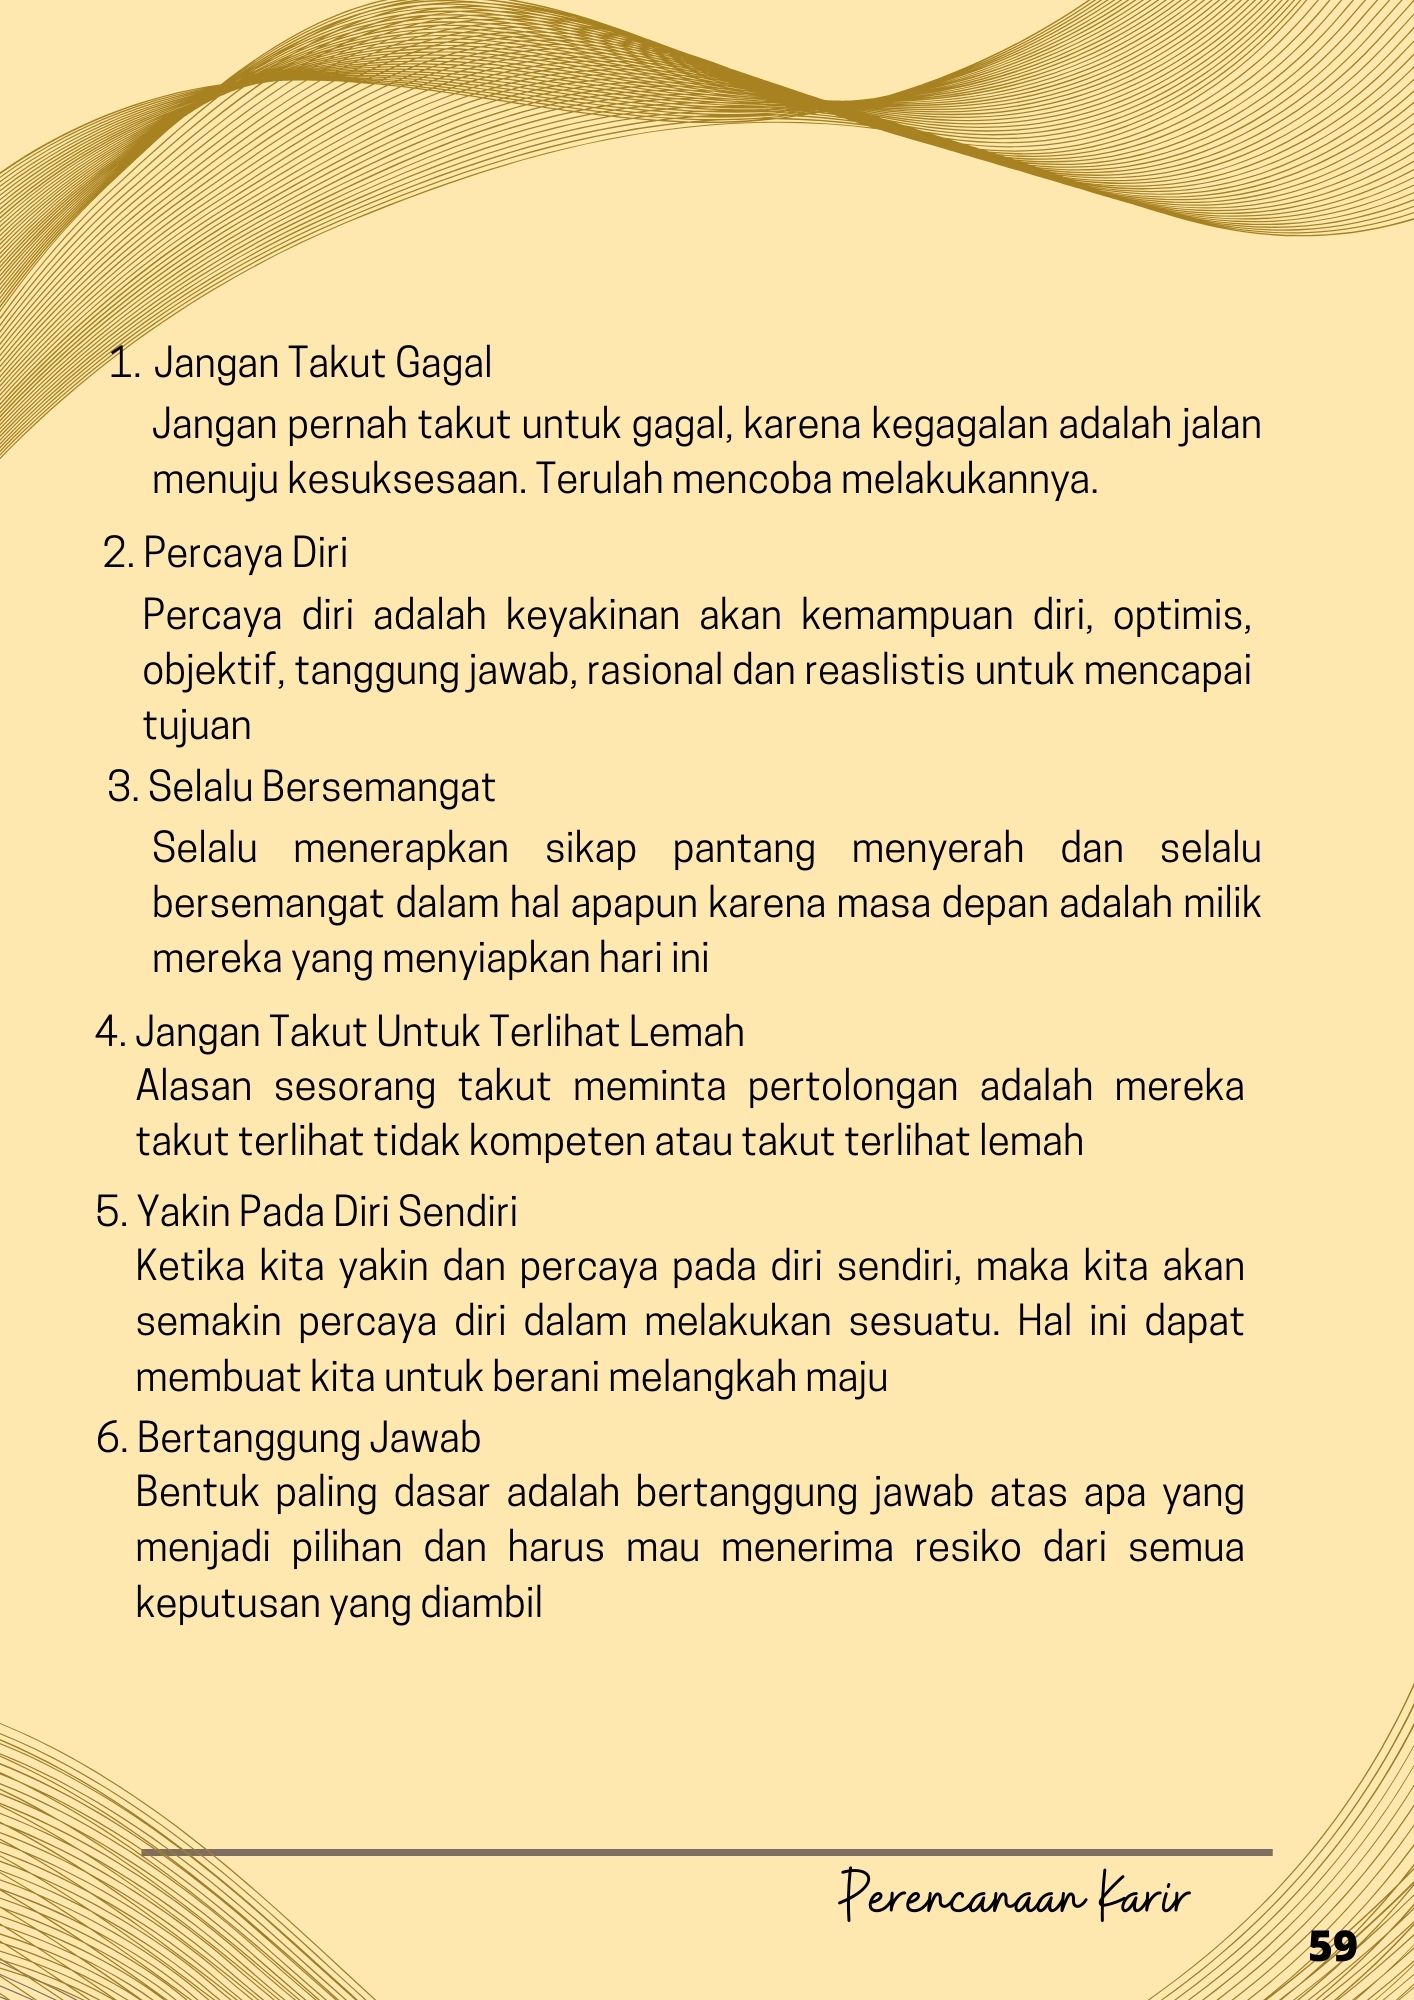 1. Jangan Takut Gagal
Jangan pernah takut untuk gagal, karena kegagalan adalah jalan
menuju kesuksesaan. Terulah mencoba melakukannya.
2. Percaya Diri
Percaya diri adalah keyakinan akan kemampuan diri, optimis,
objektif, tanggung jawab, rasional dan reaslistis untuk mencapai
tujuan
3. Selalu Bersemangat
Selalu menerapkan sikap pantang menyerah dan selalu
bersemangat dalam hal apapun karena masa depan adalah milik
mereka yang menyiapkan hari ini
4. Jangan Takut Untuk Terlihat Lemah
Alasan sesorang takut meminta pertolongan adalah mereka
takut terlihat tidak kompeten atau takut terlihat lemah
5. Yakin Pada Diri Sendiri
Ketika kita yakin dan percaya pada diri sendiri, maka kita akan
semakin percaya diri dalam melakukan sesuatu. Hal ini dapat
membuat kita untuk berani melangkah maju
6. Bertanggung Jawab
Bentuk paling dasar adalah bertanggung jawab atas apa yang
menjadi pilihan dan harus mau menerima resiko dari semua
keputusan yang diambil
Perencanaan Karir
59